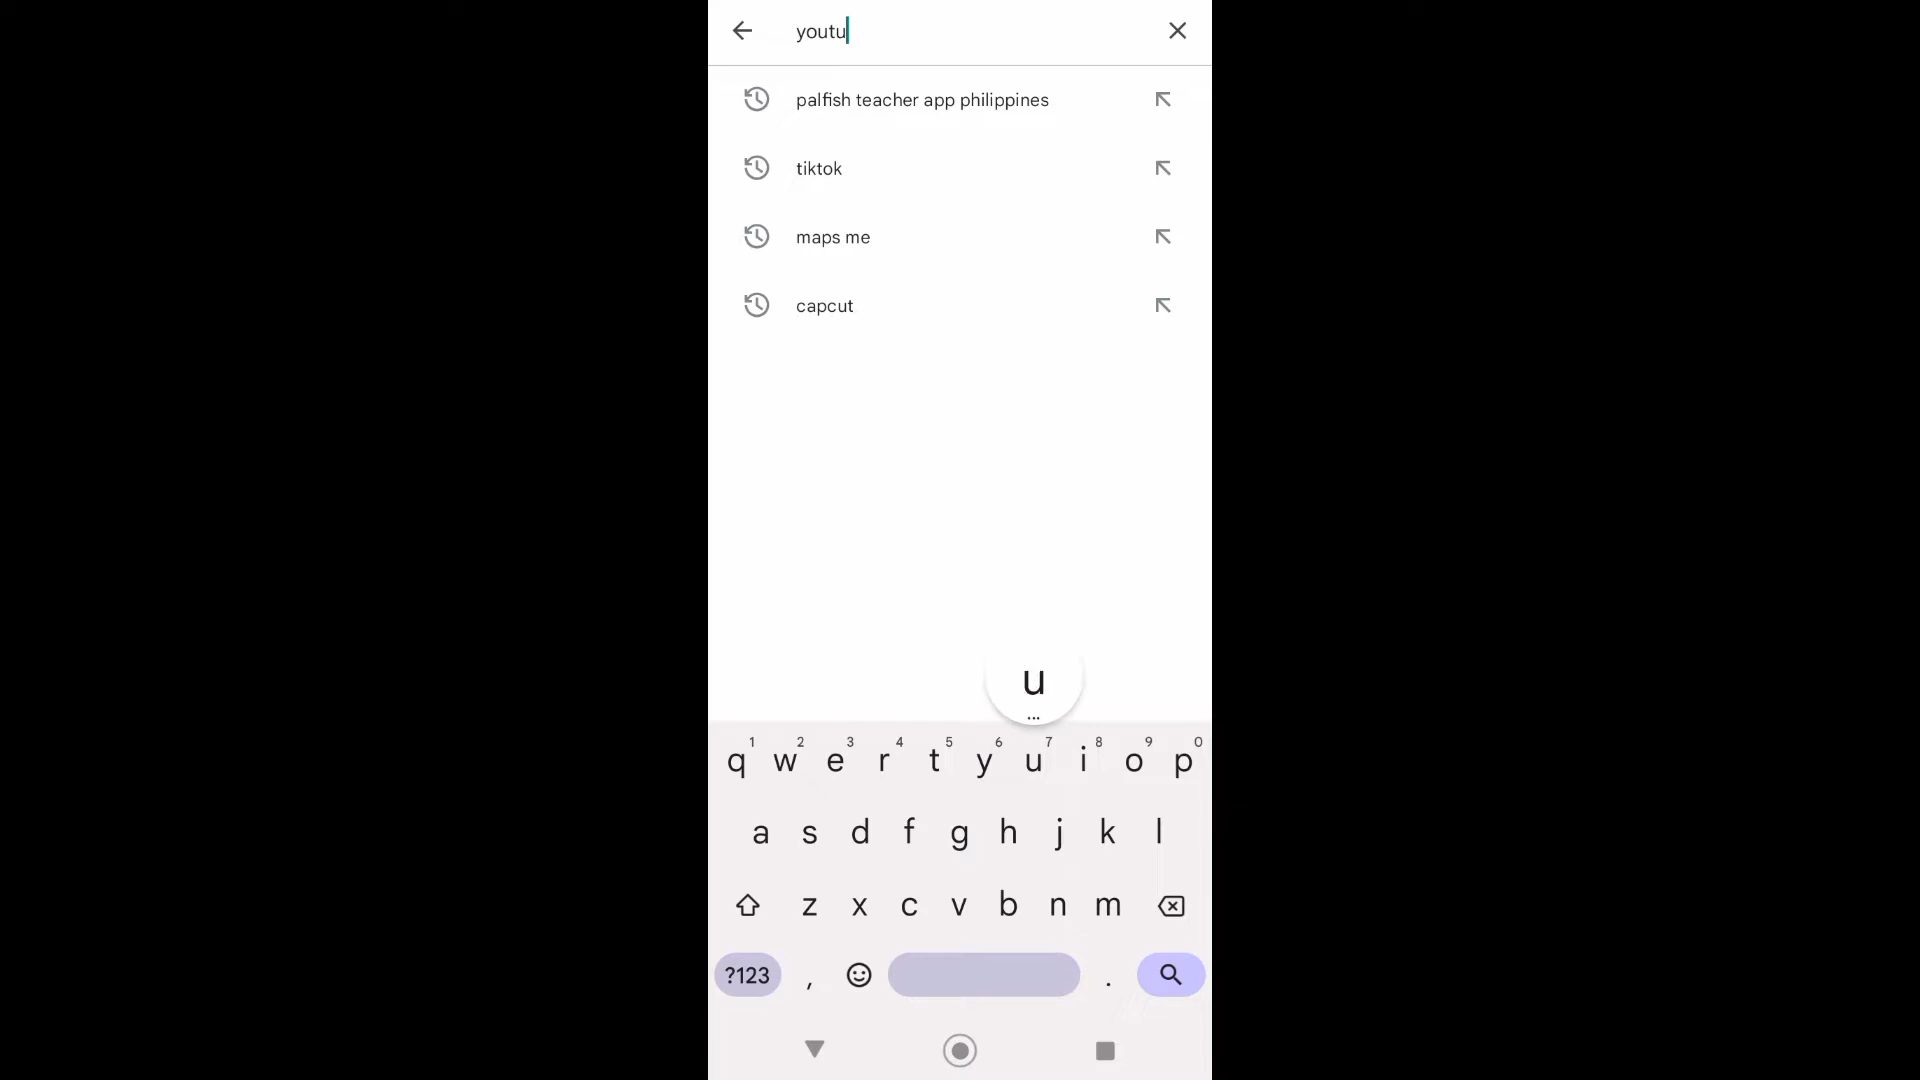 youtu
palfish teacher app philippines
tiktok
maps me
capcut
u
...
1 2 3 4 5 6 7 8 9 0
q w e r t y u i o p
a s d f g h j k l
z x c v b n m
?123 , .